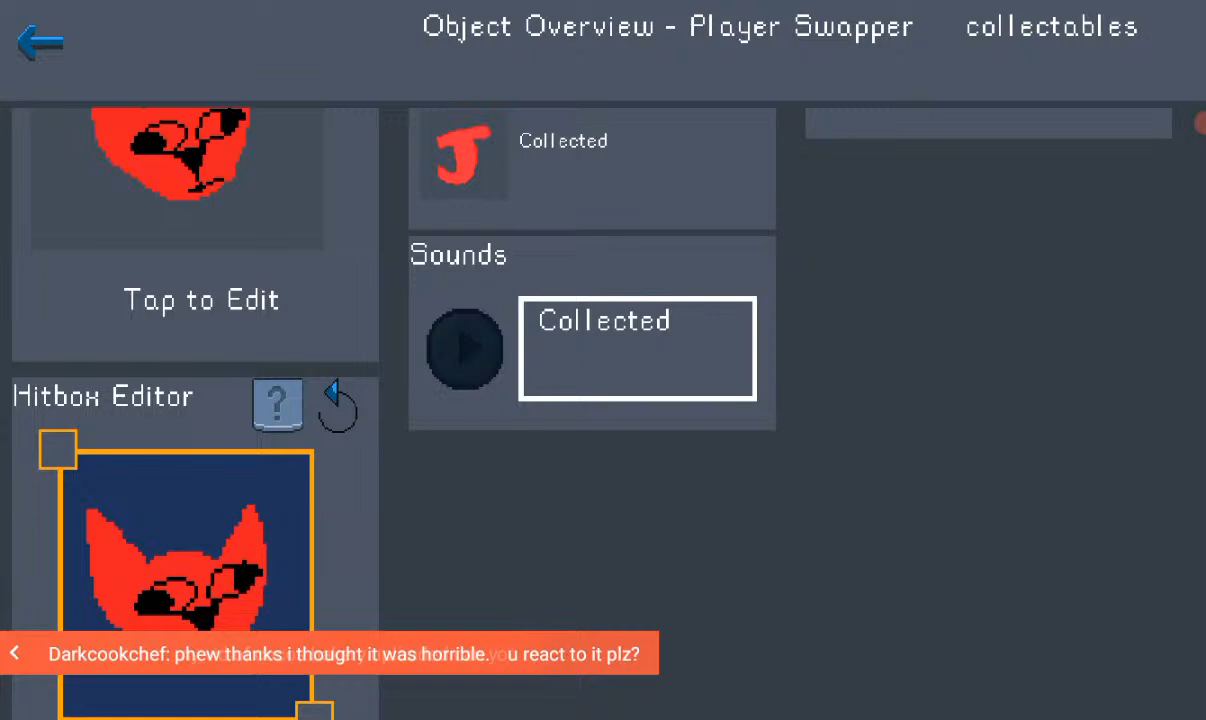 Object Overview - Player Swapper collectables
Collected
Tap to Edit
Sounds
Collected
Hitbox Editor
?
Darkcookchef: phew thanks i thought it was horrible. u react to it plz?